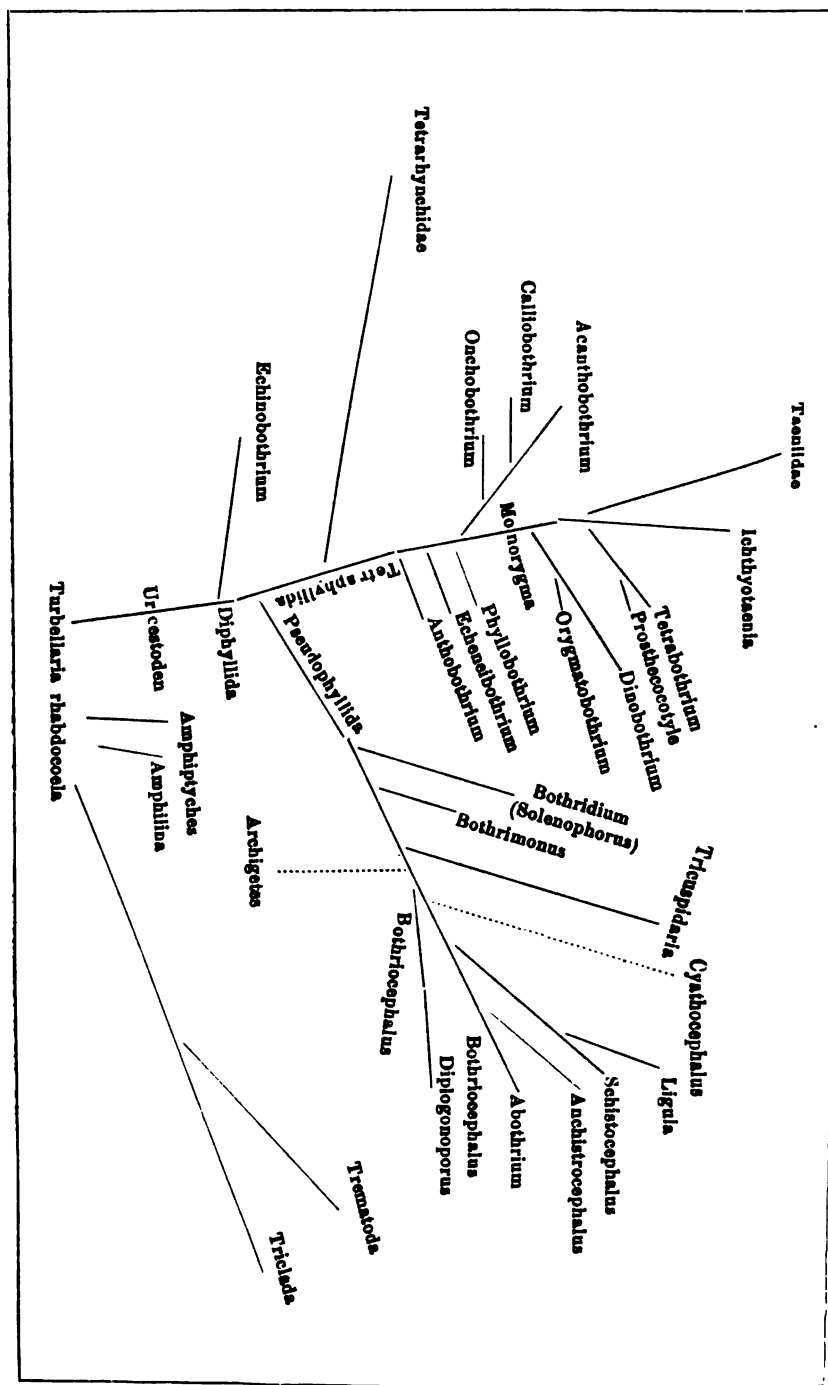 Taeniidae
Ichthyotaenia
Tetrabothrium
Prosthecocotyle
Dinobothrium
Orygmatobothrium
Monorygma
Acanthobothrium
Calliobothrium
Onchobothrium
Phyllobothrium
Echeneibothrium
Anthobothrium
Tetraphyllida
Tetrarhynchidae
Echinobothrium
Diphyllida
Pseudophyllida
Bothridium
(Solenophorus)
Bothrimonus
Tricuspidaria
Cyathocephalus
Ligula
Schistocephalus
Anchistrocephalus
Abothrium
Bothriocephalus
Diplogonoporus
Bothriocephalus
Archigetes
Urcestoden
Amphiptyches
Amphilina
Turbellaria rhabdocoela
Trematoda
Triclada